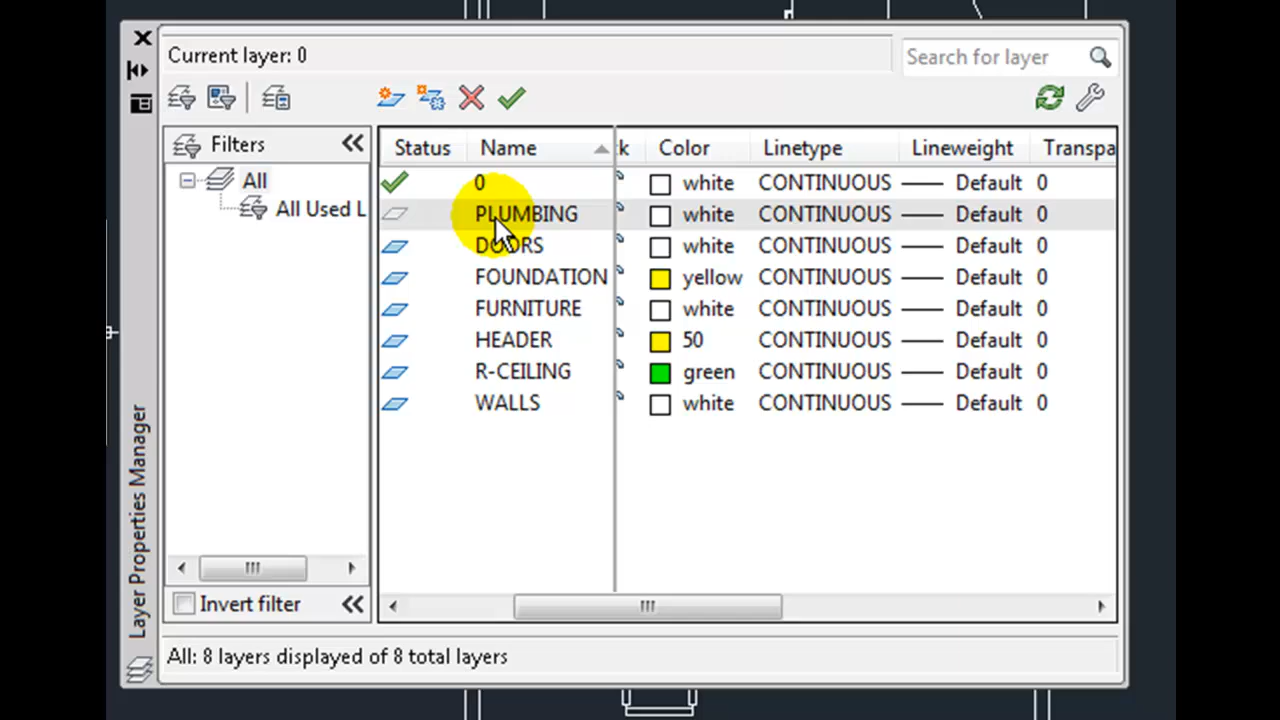 Current layer: 0
Search for layer
Filters
All
All Used L
Invert filter
Status Name k Color Linetype Lineweight Transpa
0 white CONTINUOUS Default 0
PLUMBING white CONTINUOUS Default 0
DOORS white CONTINUOUS Default 0
FOUNDATION yellow CONTINUOUS Default 0
FURNITURE white CONTINUOUS Default 0
HEADER 50 CONTINUOUS Default 0
R-CEILING green CONTINUOUS Default 0
WALLS white CONTINUOUS Default 0
All: 8 layers displayed of 8 total layers
Layer Properties Manager